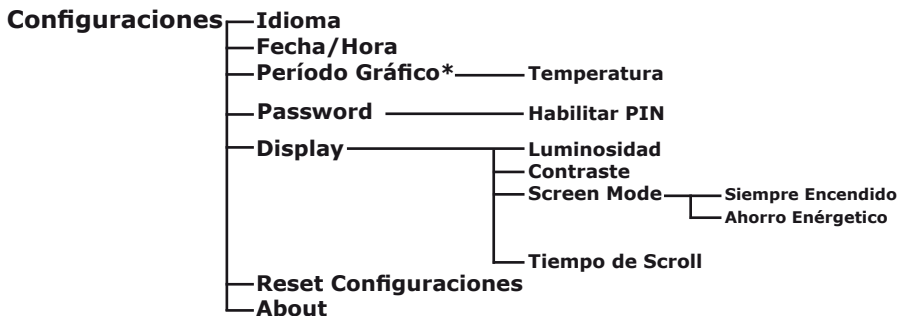 Configuraciones
Idioma
Fecha/Hora
Período Gráfico*
Temperatura
Password
Habilitar PIN
Display
Luminosidad
Contraste
Screen Mode
Siempre Encendido
Ahorro Enérgetico
Tiempo de Scroll
Reset Configuraciones
About